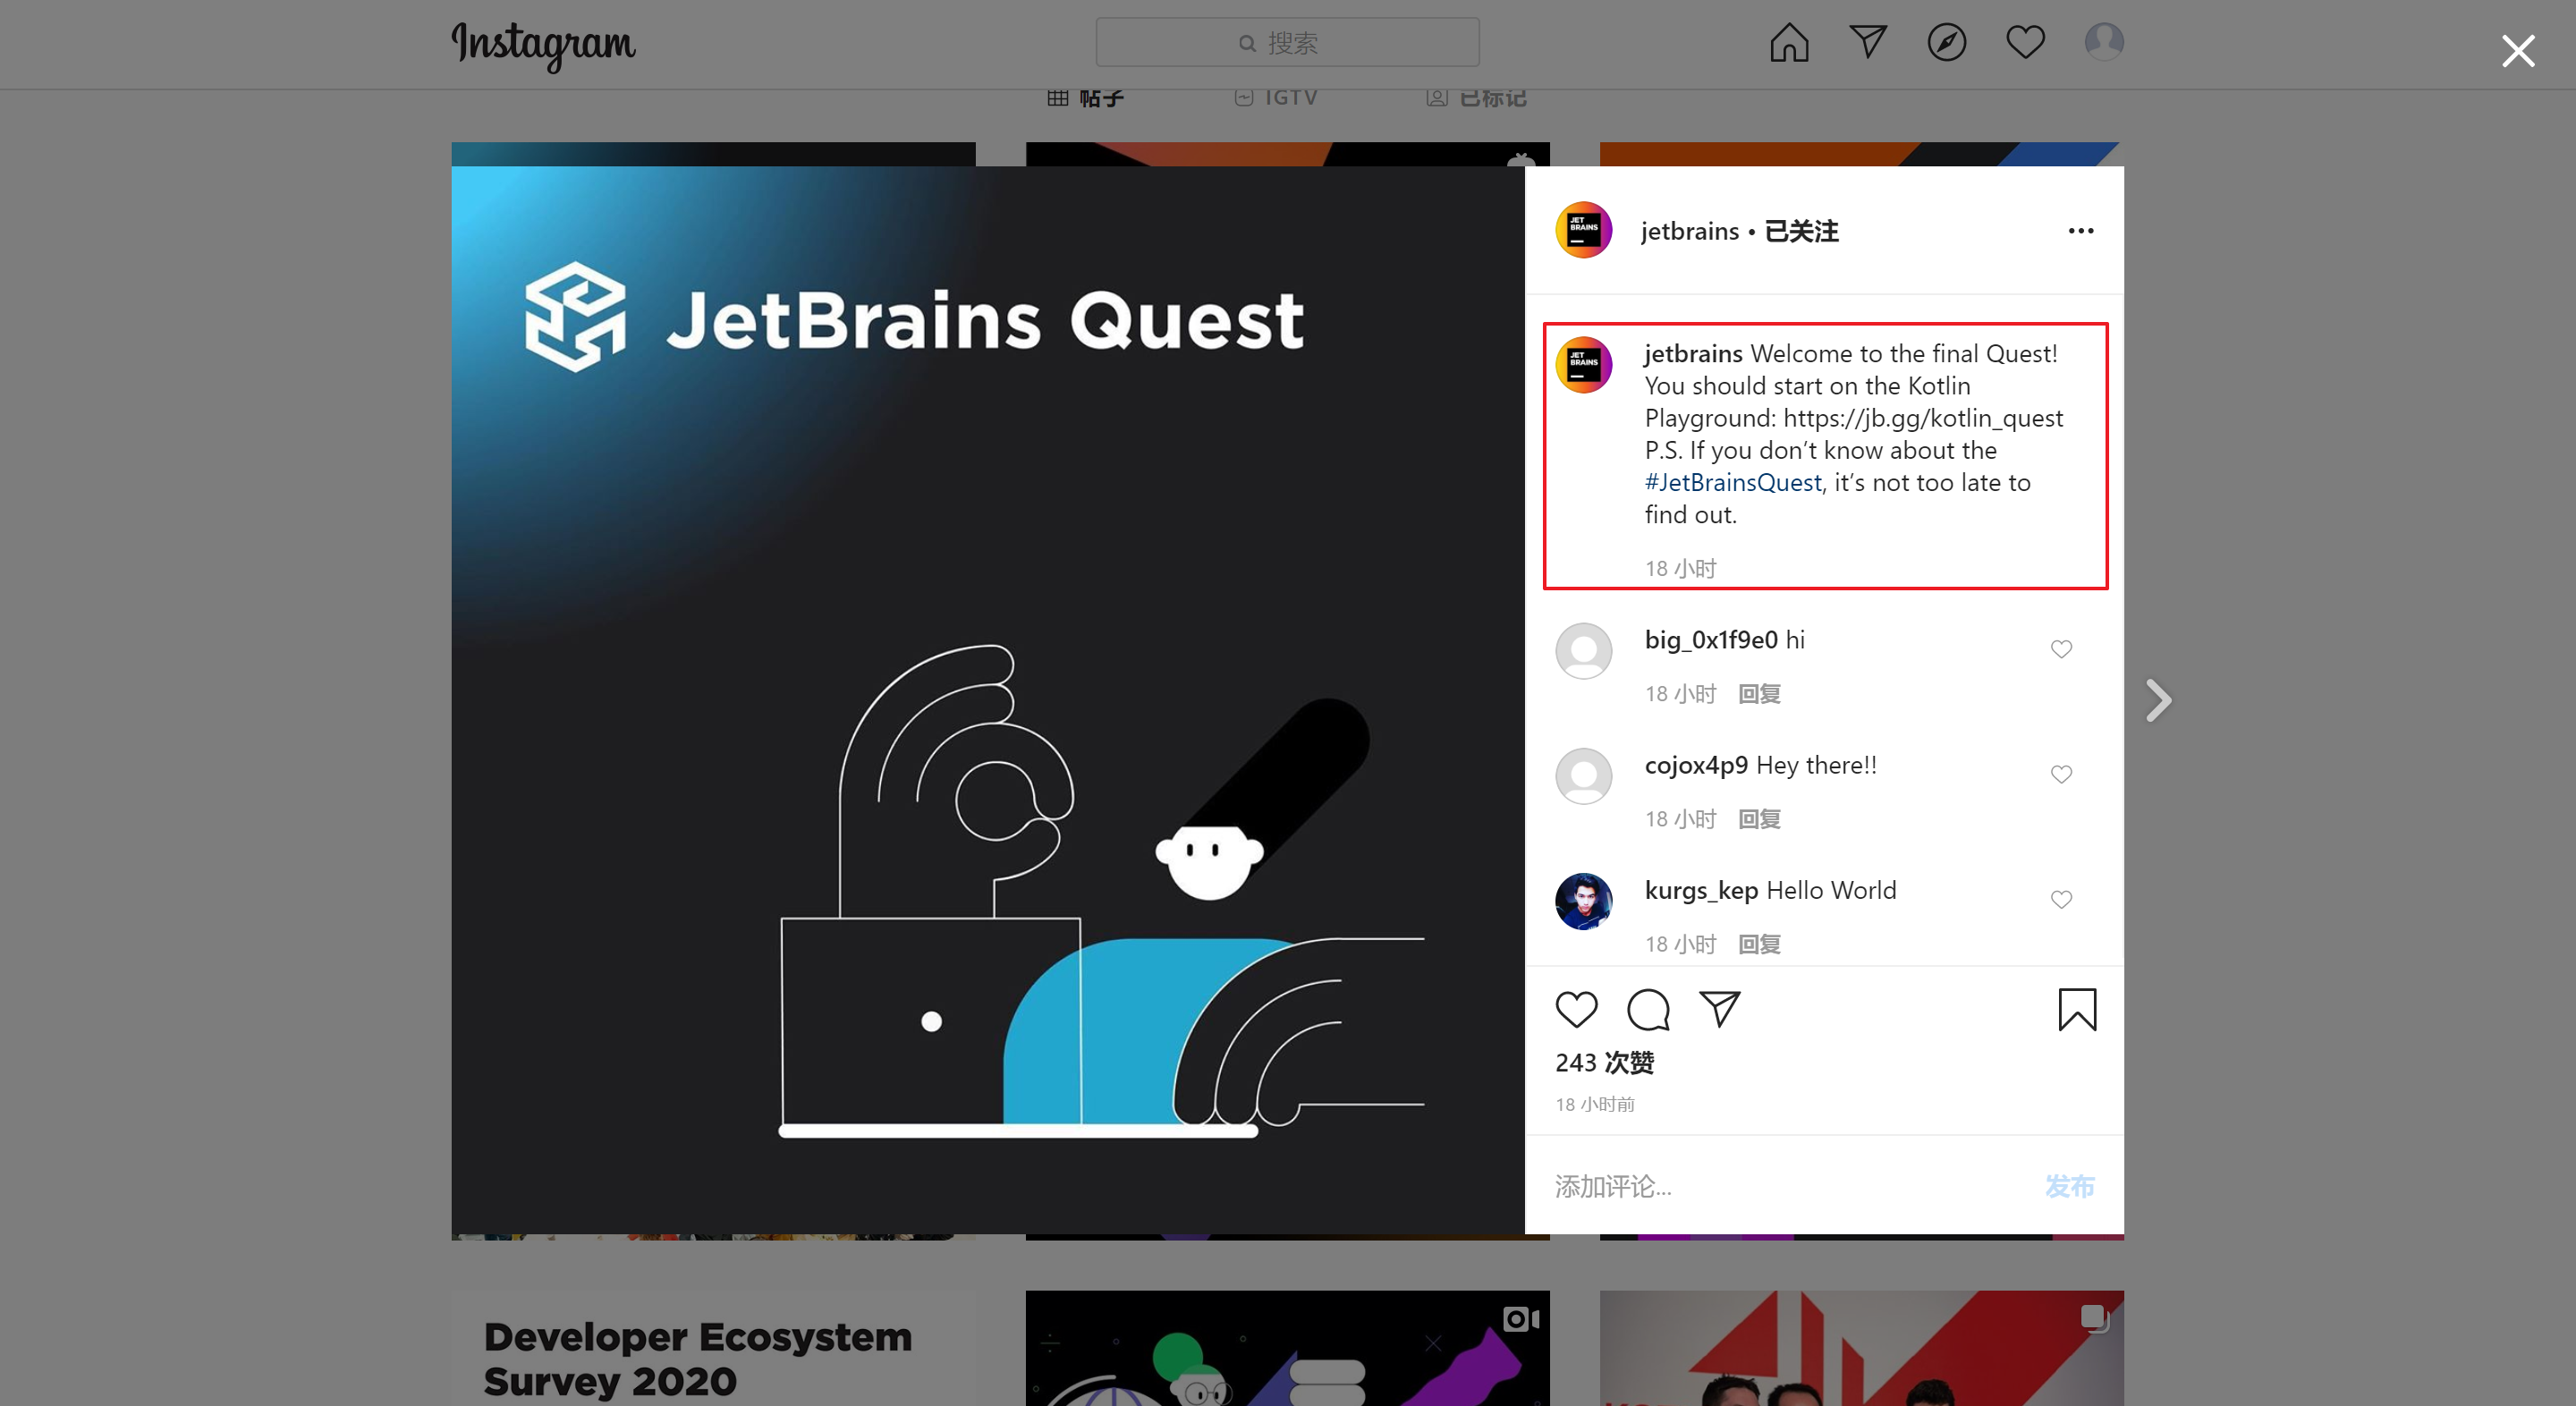 Instagram
搜索
帖子
IGTV
已标记
JetBrains Quest
JET
BRAINS
jetbrains • 已关注
JET
BRAINS
jetbrains Welcome to the final Quest!
You should start on the Kotlin
Playground: https://jb.gg/kotlin_quest
P.S. If you don’t know about the
#JetBrainsQuest, it’s not too late to
find out.
18 小时
big_0x1f9e0 hi
18 小时 回复
cojox4p9 Hey there!!
18 小时 回复
kurgs_kep Hello World
18 小时 回复
243 次赞
18 小时前
添加评论...
发布
Developer Ecosystem
Survey 2020